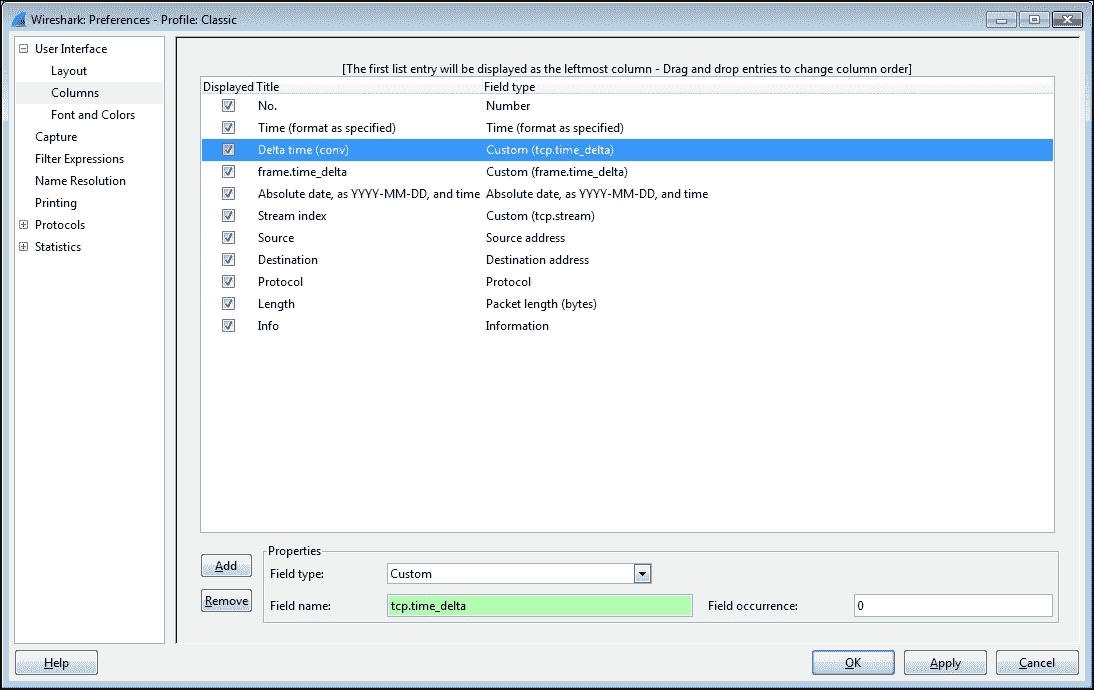 Wireshark: Preferences - Profile: Classic
User Interface
Layout
Columns
Font and Colors
Capture
Filter Expressions
Name Resolution
Printing
Protocols
Statistics
[The first list entry will be displayed as the leftmost column - Drag and drop entries to change column order]
Displayed Title Field type
No. Number
Time (format as specified) Time (format as specified)
Delta time (conv) Custom (tcp.time_delta)
frame.time_delta Custom (frame.time_delta)
Absolute date, as YYYY-MM-DD, and time Absolute date, as YYYY-MM-DD, and time
Stream index Custom (tcp.stream)
Source Source address
Destination Destination address
Protocol Protocol
Length Packet length (bytes)
Info Information
Add
Remove
Properties
Field type: Custom
Field name: tcp.time_delta Field occurrence: 0
Help OK Apply Cancel